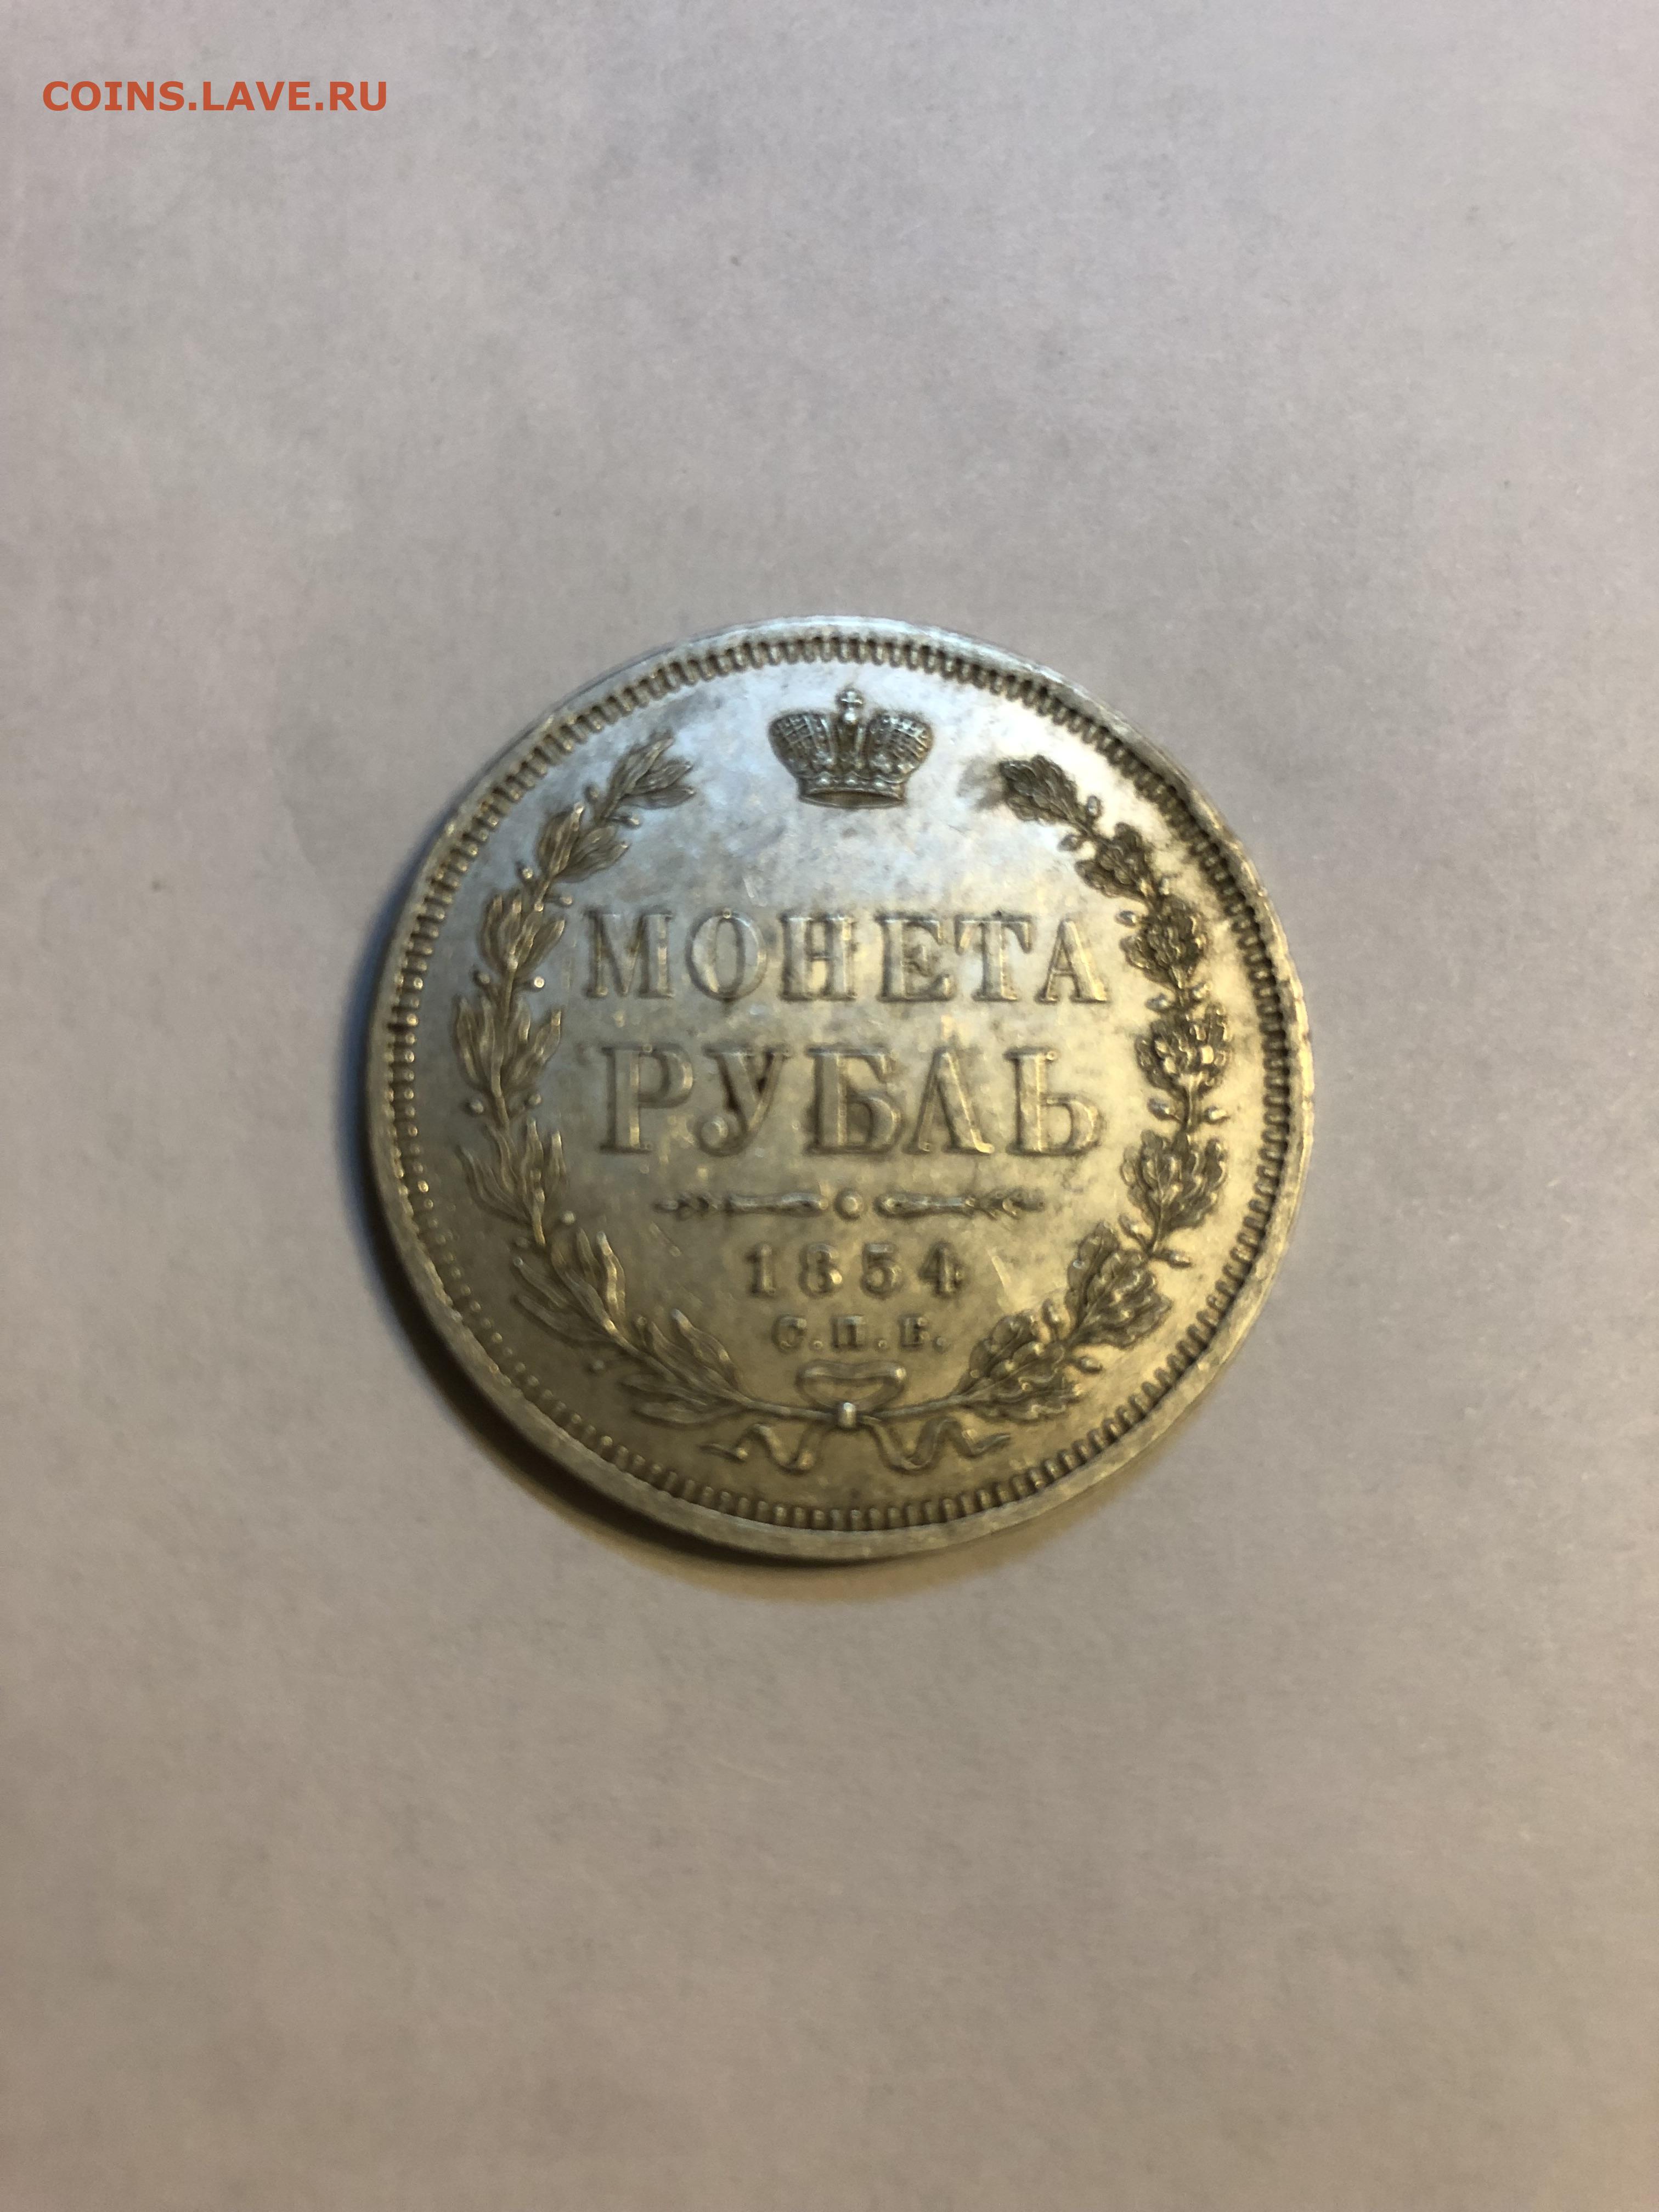 COINS.LAVE.RU
МОНЕТА
РУБЛЬ
1854
С.П.Б.